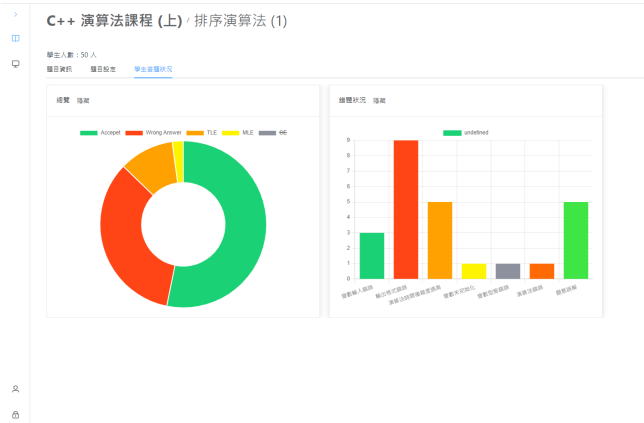 C++ 演算法課程 (上) / 排序演算法 (1)
學生人數 : 50 人
題目資訊 題目設定 學生答題狀況
總覽 隱藏
Accepet Wrong Answer TLE MLE CE
錯題狀況 隱藏
undefined
9
8
7
6
5
4
3
2
1
0
變數輸入錯誤 輸出格式錯誤 演算法時間複雜度過高 變數未初始化 變數型態錯誤 演算法錯誤 題意誤解